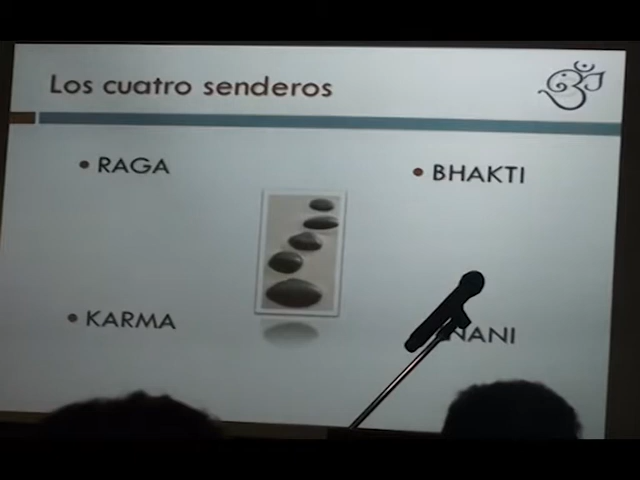 Los cuatro senderos
• RAGA
• BHAKTI
• KARMA